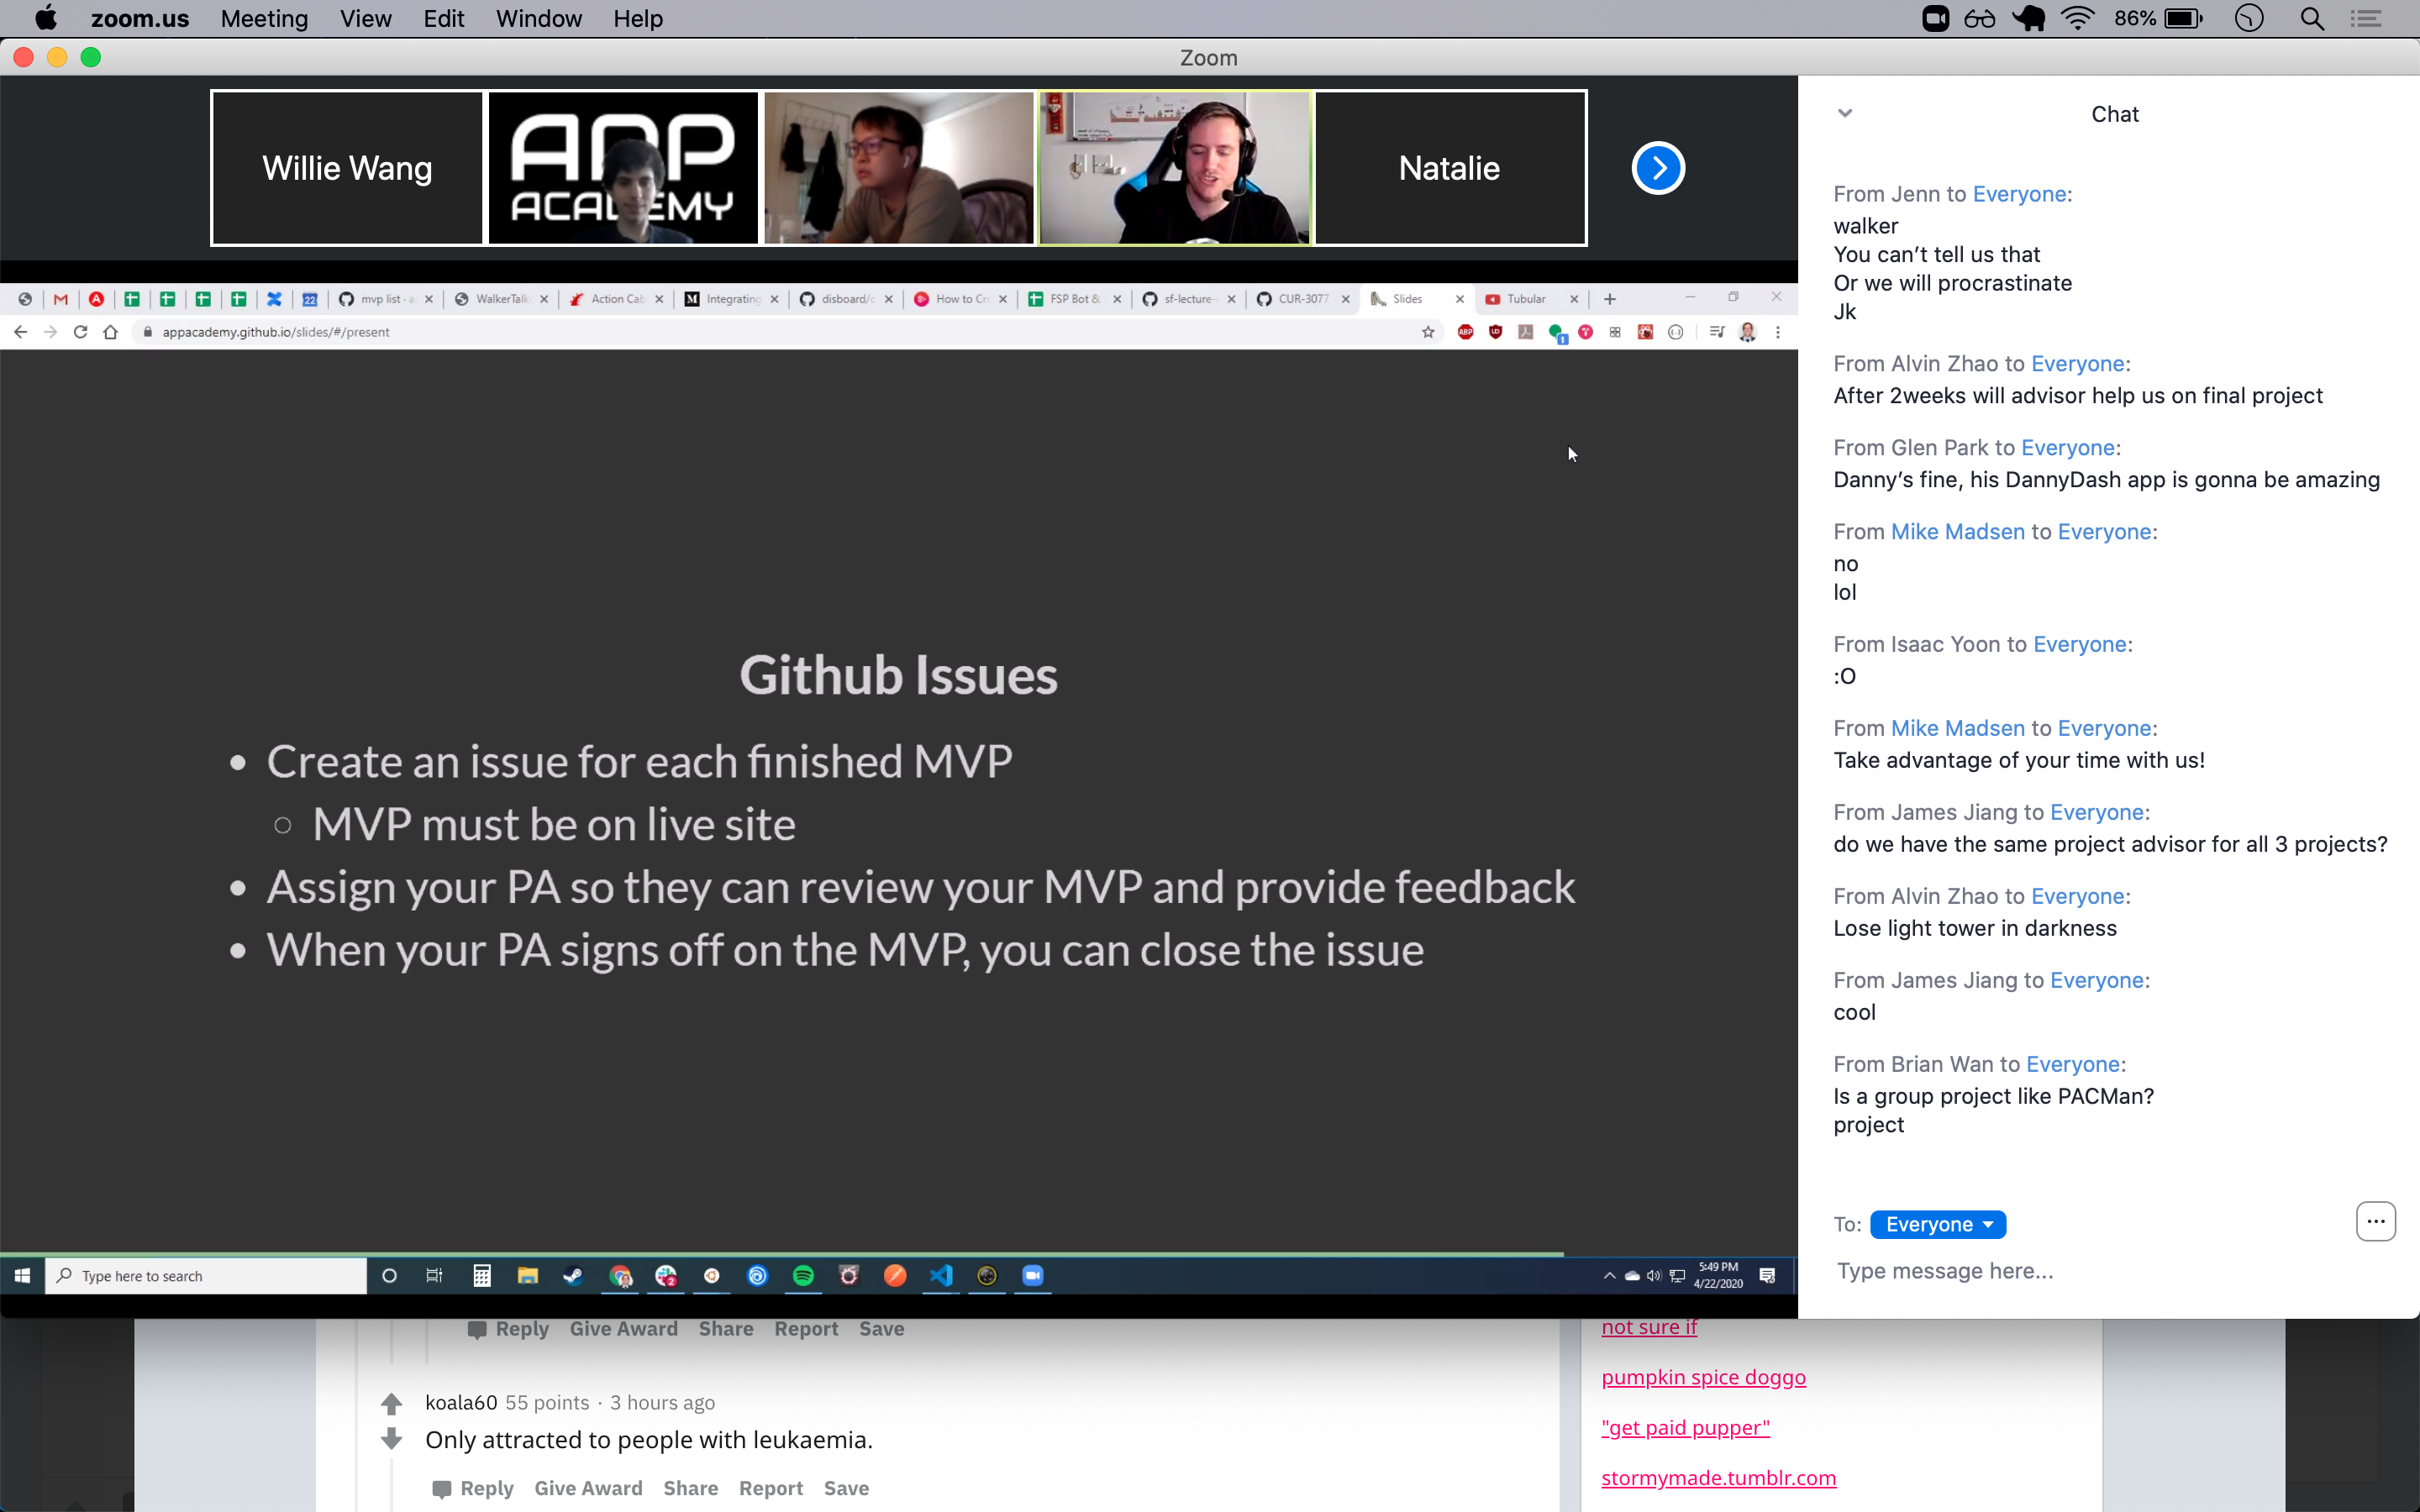 zoom.us Meeting View Edit Window Help
86%
Zoom
Willie Wang
APP
ACADEMY
Natalie
mvp list
WalkerTalk
Action Cab
Integrating
disboard/c
How to Cr
FSP Bot &
sf-lecture-
CUR-3077
Slides
Tubular
appacademy.github.io/slides/#/present
Github Issues
Create an issue for each finished MVP
MVP must be on live site
Assign your PA so they can review your MVP and provide feedback
When your PA signs off on the MVP, you can close the issue
Type here to search
5:49 PM
4/22/2020
Chat
From Jenn to Everyone:
walker
You can’t tell us that
Or we will procrastinate
Jk
From Alvin Zhao to Everyone:
After 2weeks will advisor help us on final project
From Glen Park to Everyone:
Danny’s fine, his DannyDash app is gonna be amazing
From Mike Madsen to Everyone:
no
lol
From Isaac Yoon to Everyone:
:O
From Mike Madsen to Everyone:
Take advantage of your time with us!
From James Jiang to Everyone:
do we have the same project advisor for all 3 projects?
From Alvin Zhao to Everyone:
Lose light tower in darkness
From James Jiang to Everyone:
cool
From Brian Wan to Everyone:
Is a group project like PACMan?
project
To: Everyone
Type message here...
Reply Give Award Share Report Save
koala60 55 points · 3 hours ago
Only attracted to people with leukaemia.
Reply Give Award Share Report Save
not sure if
pumpkin spice doggo
"get paid pupper"
stormymade.tumblr.com